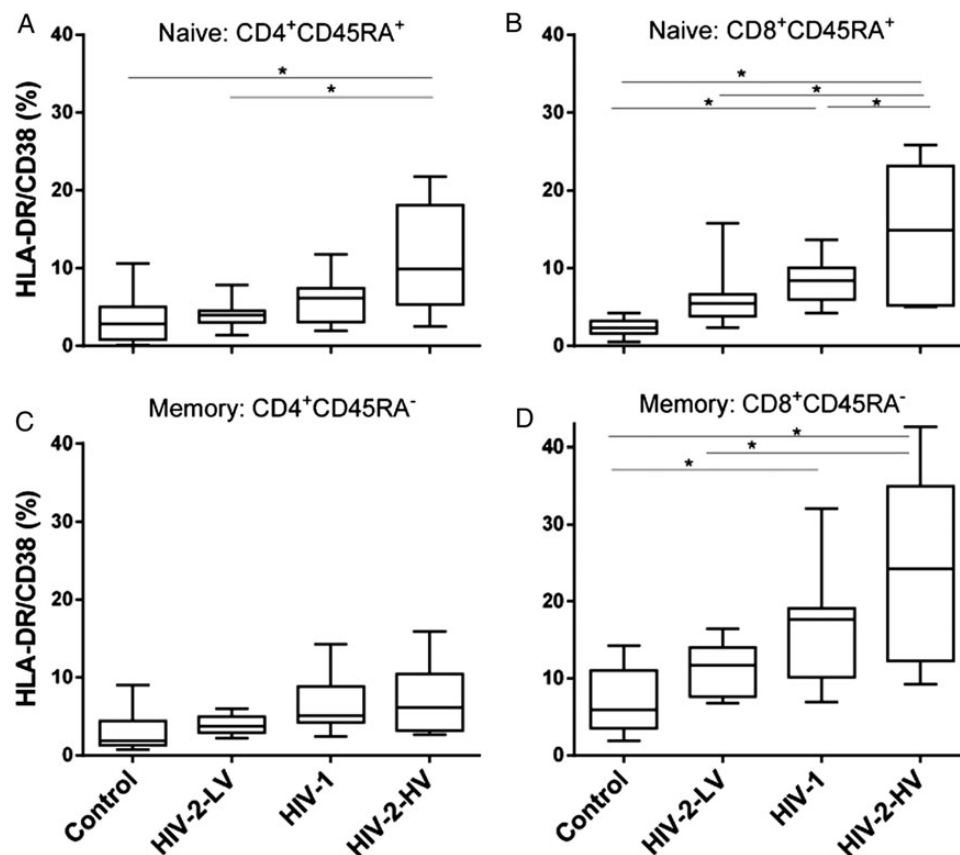 A
Naive: CD4⁺CD45RA⁺
HLA-DR/CD38 (%)
40
30
20
10
0
*
*
B
Naive: CD8⁺CD45RA⁺
40
30
20
10
0
*
*
*
*
C
Memory: CD4⁺CD45RA⁻
HLA-DR/CD38 (%)
40
30
20
10
0
Control
HIV-2-LV
HIV-1
HIV-2-HV
D
Memory: CD8⁺CD45RA⁻
40
30
20
10
0
*
*
*
Control
HIV-2-LV
HIV-1
HIV-2-HV